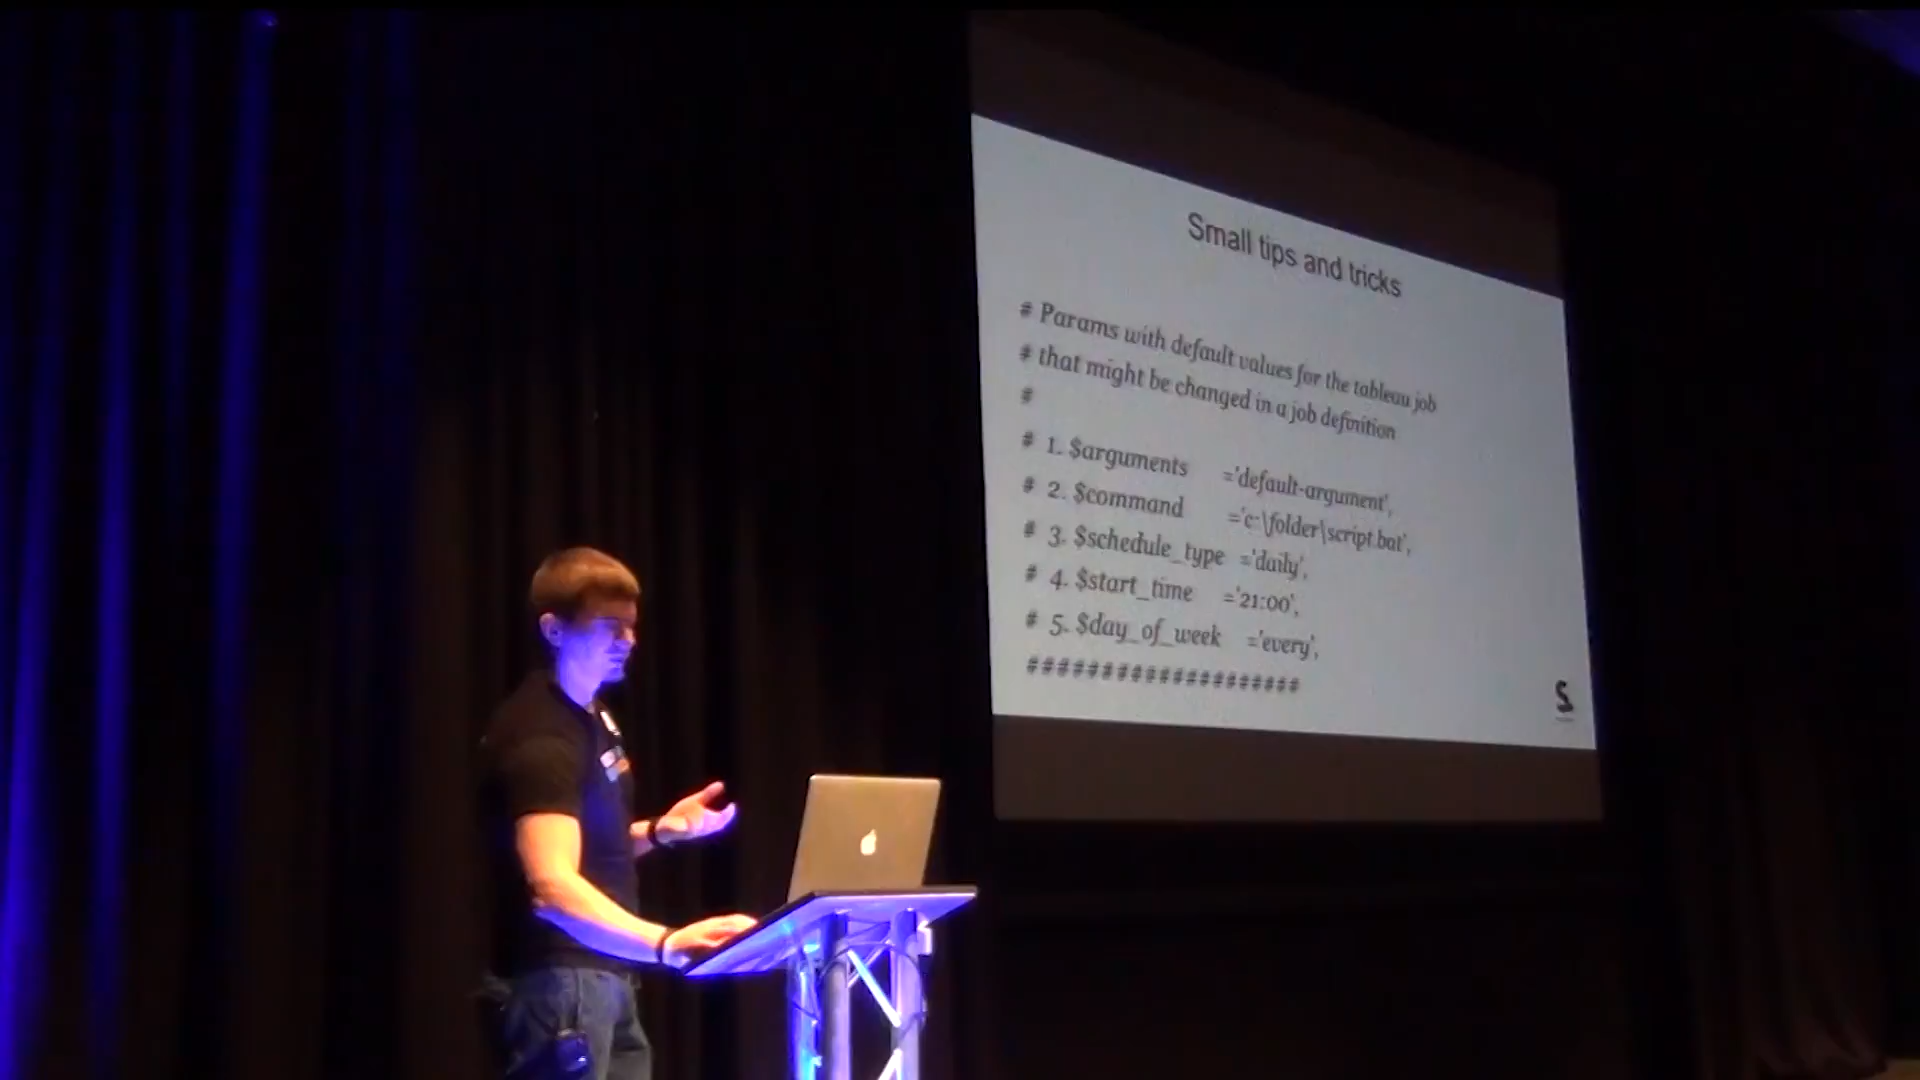 Small tips and tricks
# Params with default values for the tableau job
# that might be changed in a job definition
#
# 1. $arguments ='default-argument',
# 2. $command ='c:\folder\script.bat',
# 3. $schedule_type ='daily',
# 4. $start_time ='21:00',
# 5. $day_of_week ='every',
###################
S